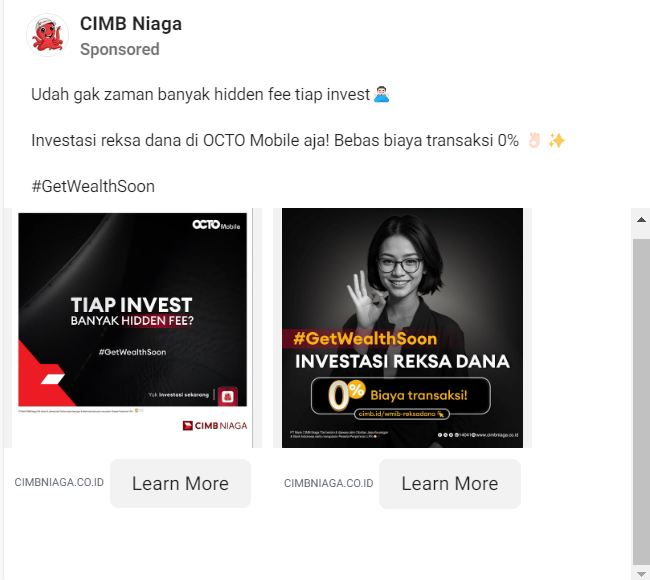 CIMB Niaga
Sponsored
Udah gak zaman banyak hidden fee tiap invest🙅🏻‍♂️
Investasi reksa dana di OCTO Mobile aja! Bebas biaya transaksi 0% 👌🏻✨
#GetWealthSoon
OCTO Mobile
TIAP INVEST
BANYAK HIDDEN FEE?
#GetWealthSoon
Yuk investasi sekarang
CIMB NIAGA
#GetWealthSoon
INVESTASI REKSA DANA
0% Biaya transaksi!
cimb.id/wmib-reksadana
14041 www.cimbniaga.co.id
CIMBNIAGA.CO.ID
Learn More
CIMBNIAGA.CO.ID
Learn More